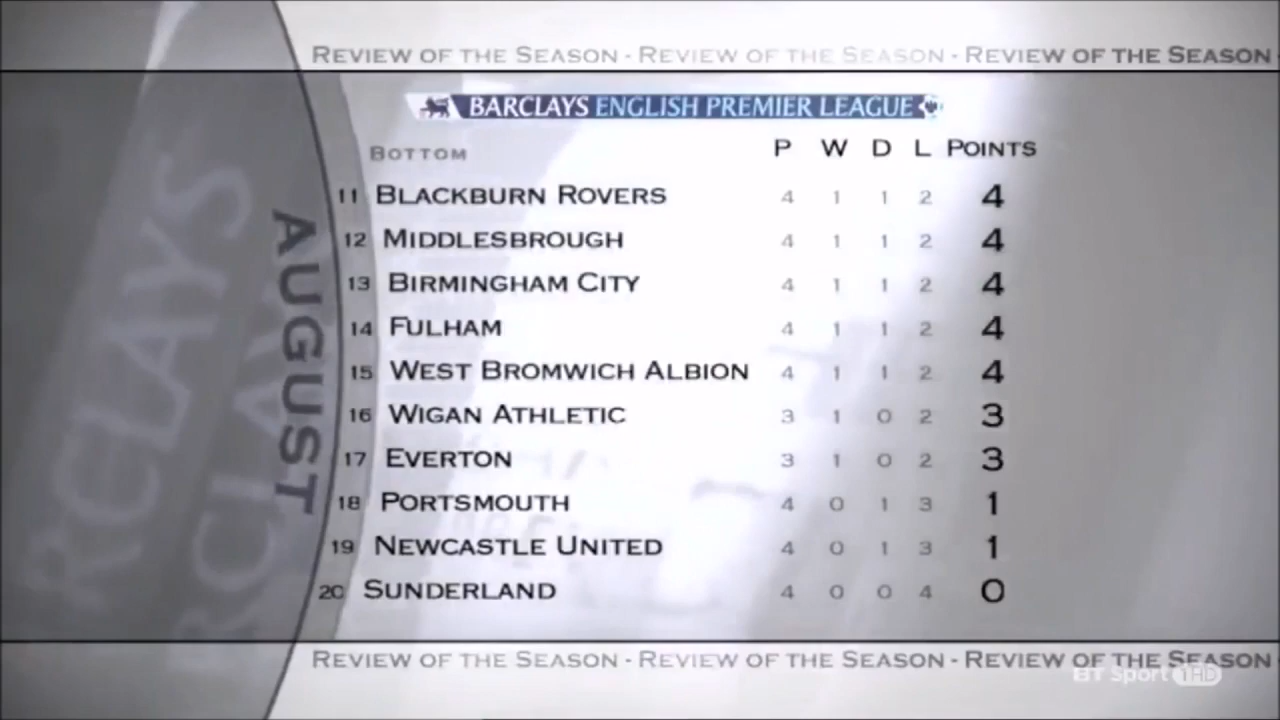 REVIEW OF THE SEASON - REVIEW OF THE SEASON - REVIEW OF THE SEASON
BARCLAYS ENGLISH PREMIER LEAGUE
BOTTOM P W D L POINTS
11 BLACKBURN ROVERS 4 1 1 2 4
12 MIDDLESBROUGH 4 1 1 2 4
13 BIRMINGHAM CITY 4 1 1 2 4
14 FULHAM 4 1 1 2 4
15 WEST BROMWICH ALBION 4 1 1 2 4
16 WIGAN ATHLETIC 3 1 0 2 3
17 EVERTON 3 1 0 2 3
18 PORTSMOUTH 4 0 1 3 1
19 NEWCASTLE UNITED 4 0 1 3 1
20 SUNDERLAND 4 0 0 4 0
AUGUST
RCLAYS
RCLAY
REVIEW OF THE SEASON - REVIEW OF THE SEASON - REVIEW OF THE SEASON
BT Sport 1HD